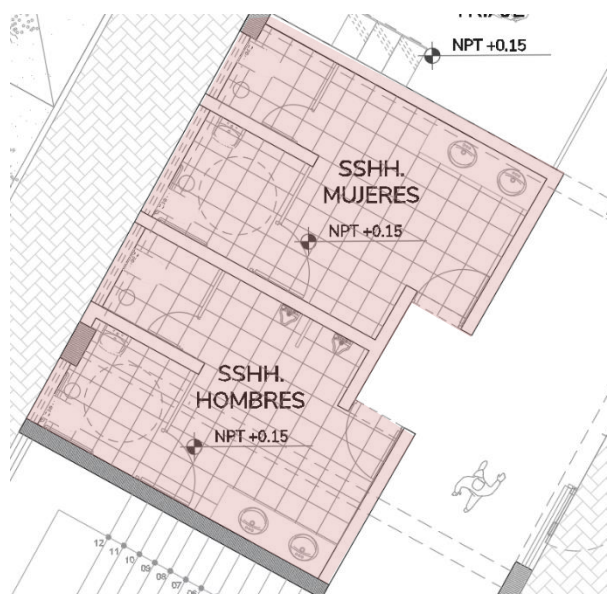 NPT +0.15
SSHH.
MUJERES
NPT +0.15
SSHH.
HOMBRES
NPT +0.15
12
11
10
09
08
07